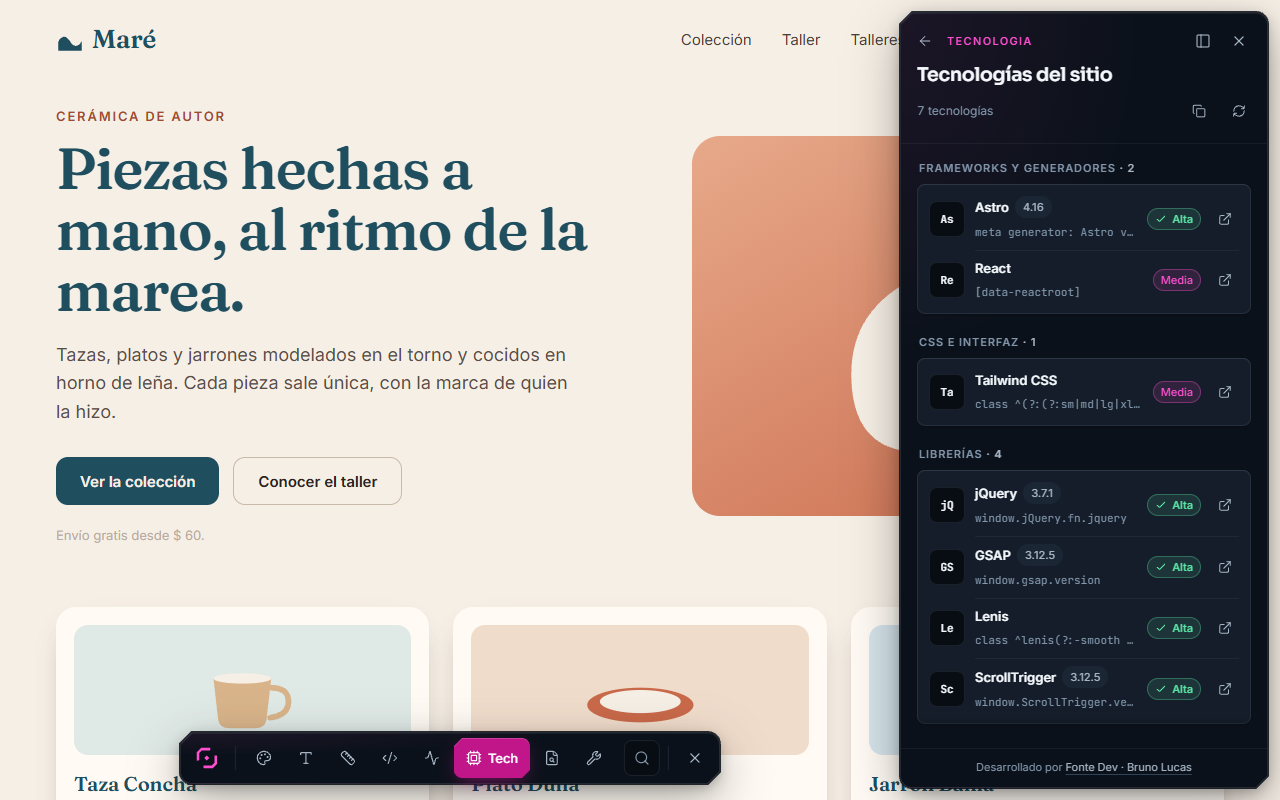 Maré
Colección
Taller
Talleres
CERÁMICA DE AUTOR
Piezas hechas a
mano, al ritmo de la
marea.
Tazas, platos y jarrones modelados en el torno y cocidos en
horno de leña. Cada pieza sale única, con la marca de quien
la hizo.
Ver la colección
Conocer el taller
Envío gratis desde $ 60.
Taza Concha
TECNOLOGIA
Tecnologías del sitio
7 tecnologías
FRAMEWORKS Y GENERADORES · 2
As
Astro 4.16
meta generator: Astro v…
Alta
Re
React
[data-reactroot]
Media
CSS E INTERFAZ · 1
Ta
Tailwind CSS
class ^(?:(?:sm|md|lg|xl…
Media
LIBRERÍAS · 4
jQ
jQuery 3.7.1
window.jQuery.fn.jquery
Alta
GS
GSAP 3.12.5
window.gsap.version
Alta
Le
Lenis
class ^lenis(?:-smooth …
Alta
Sc
ScrollTrigger 3.12.5
window.ScrollTrigger.ve…
Alta
Desarrollado por Fonte Dev · Bruno Lucas
Tech